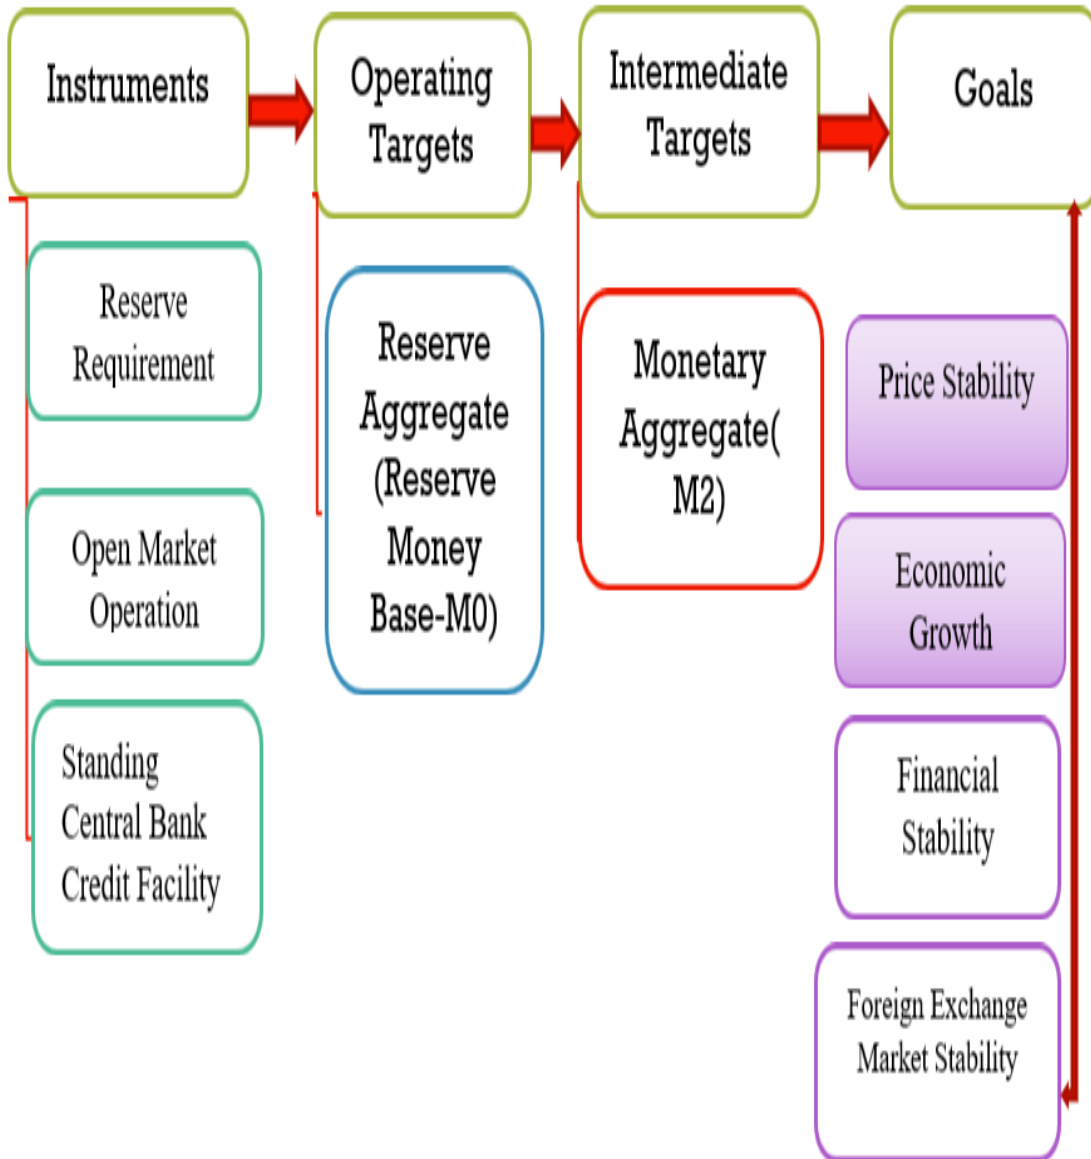 Instruments
Operating
Targets
Intermediate
Targets
Goals
Reserve
Requirement
Open Market
Operation
Standing
Central Bank
Credit Facility
Reserve
Aggregate
(Reserve
Money
Base-M0)
Monetary
Aggregate(
M2)
Price Stability
Economic
Growth
Financial
Stability
Foreign Exchange
Market Stability